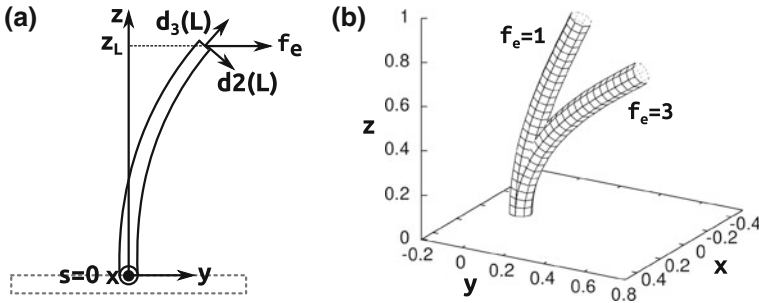 (a)
z
d₃(L)
z_L
f_e
d2(L)
s=0 x
y
(b)
1
f_e=1
0.8
f_e=3
0.6
z
0.4
0.2
0
-0.2
0
0.2
0.4
0.6
0.8
y
-0.4
-0.2
0
0.2
0.4
x